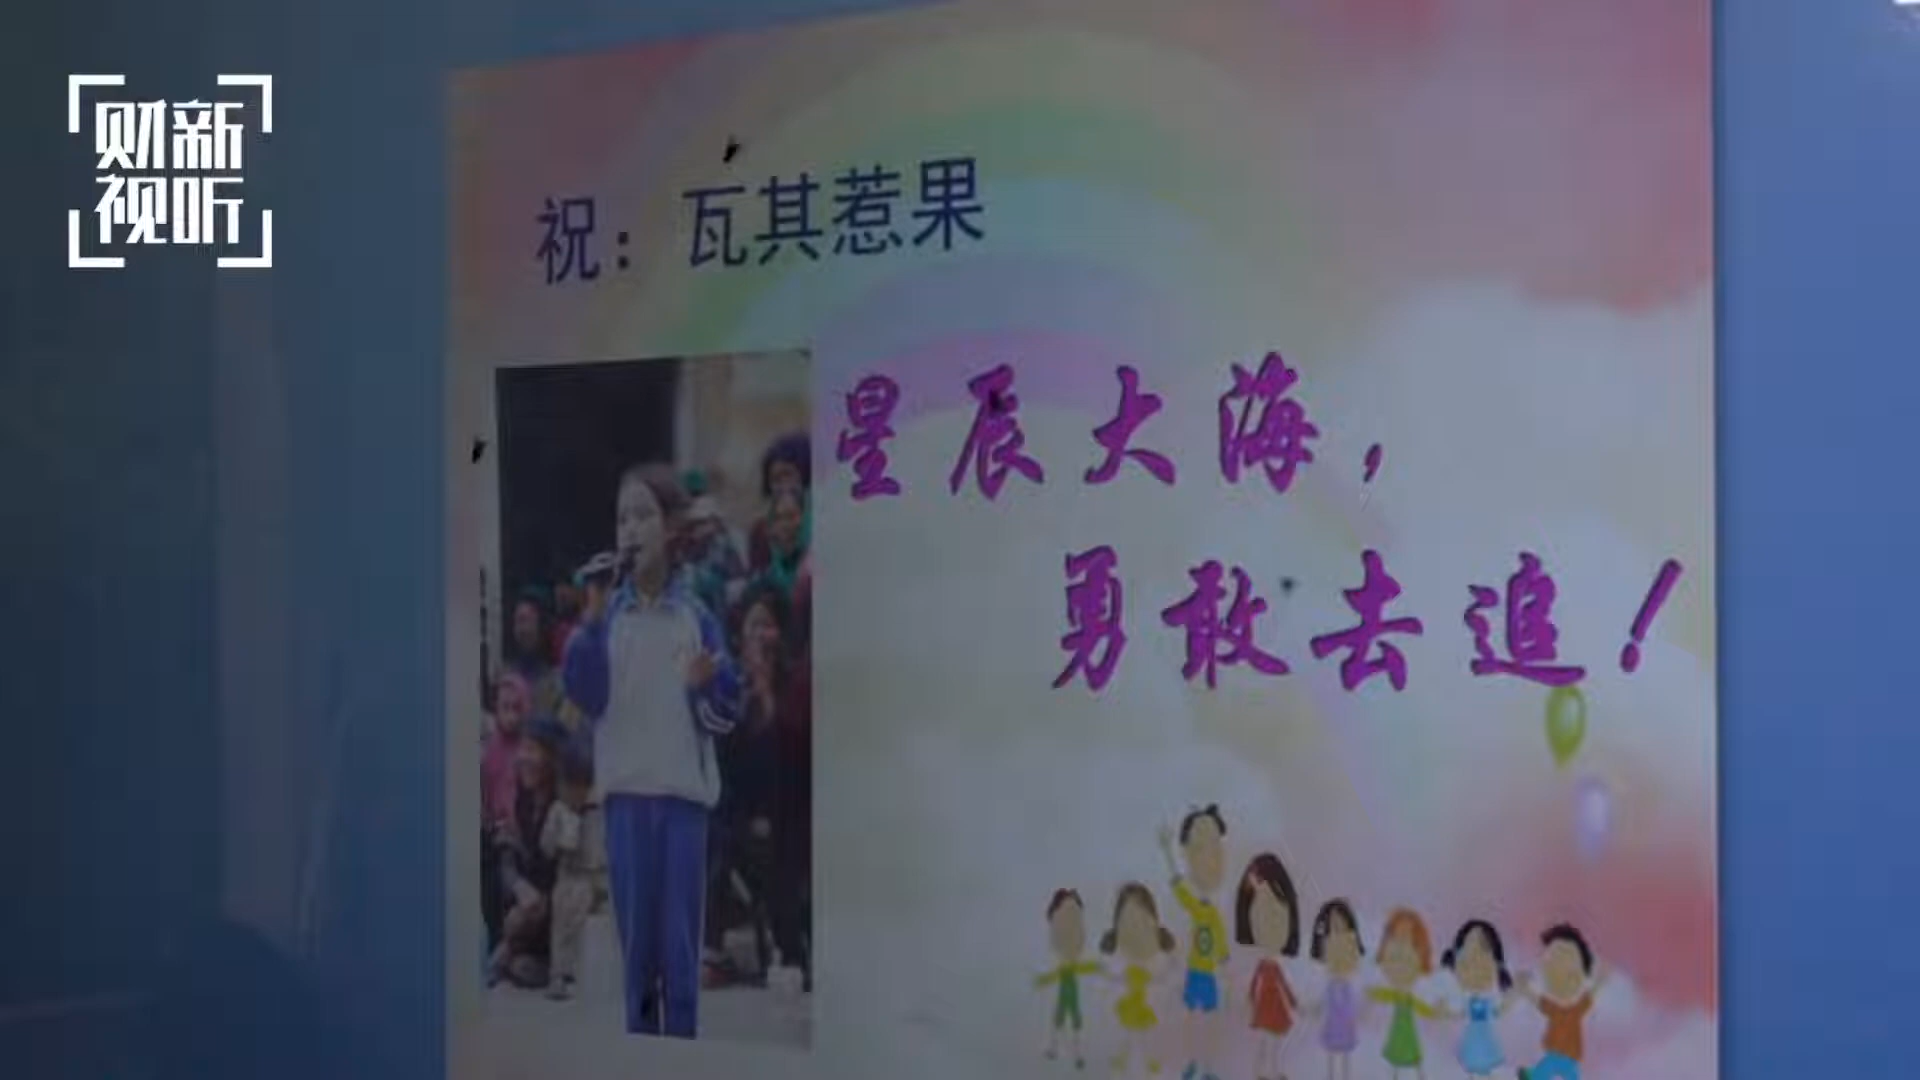 财新
视听
祝：瓦其惹果
星辰大海，
勇敢去追！